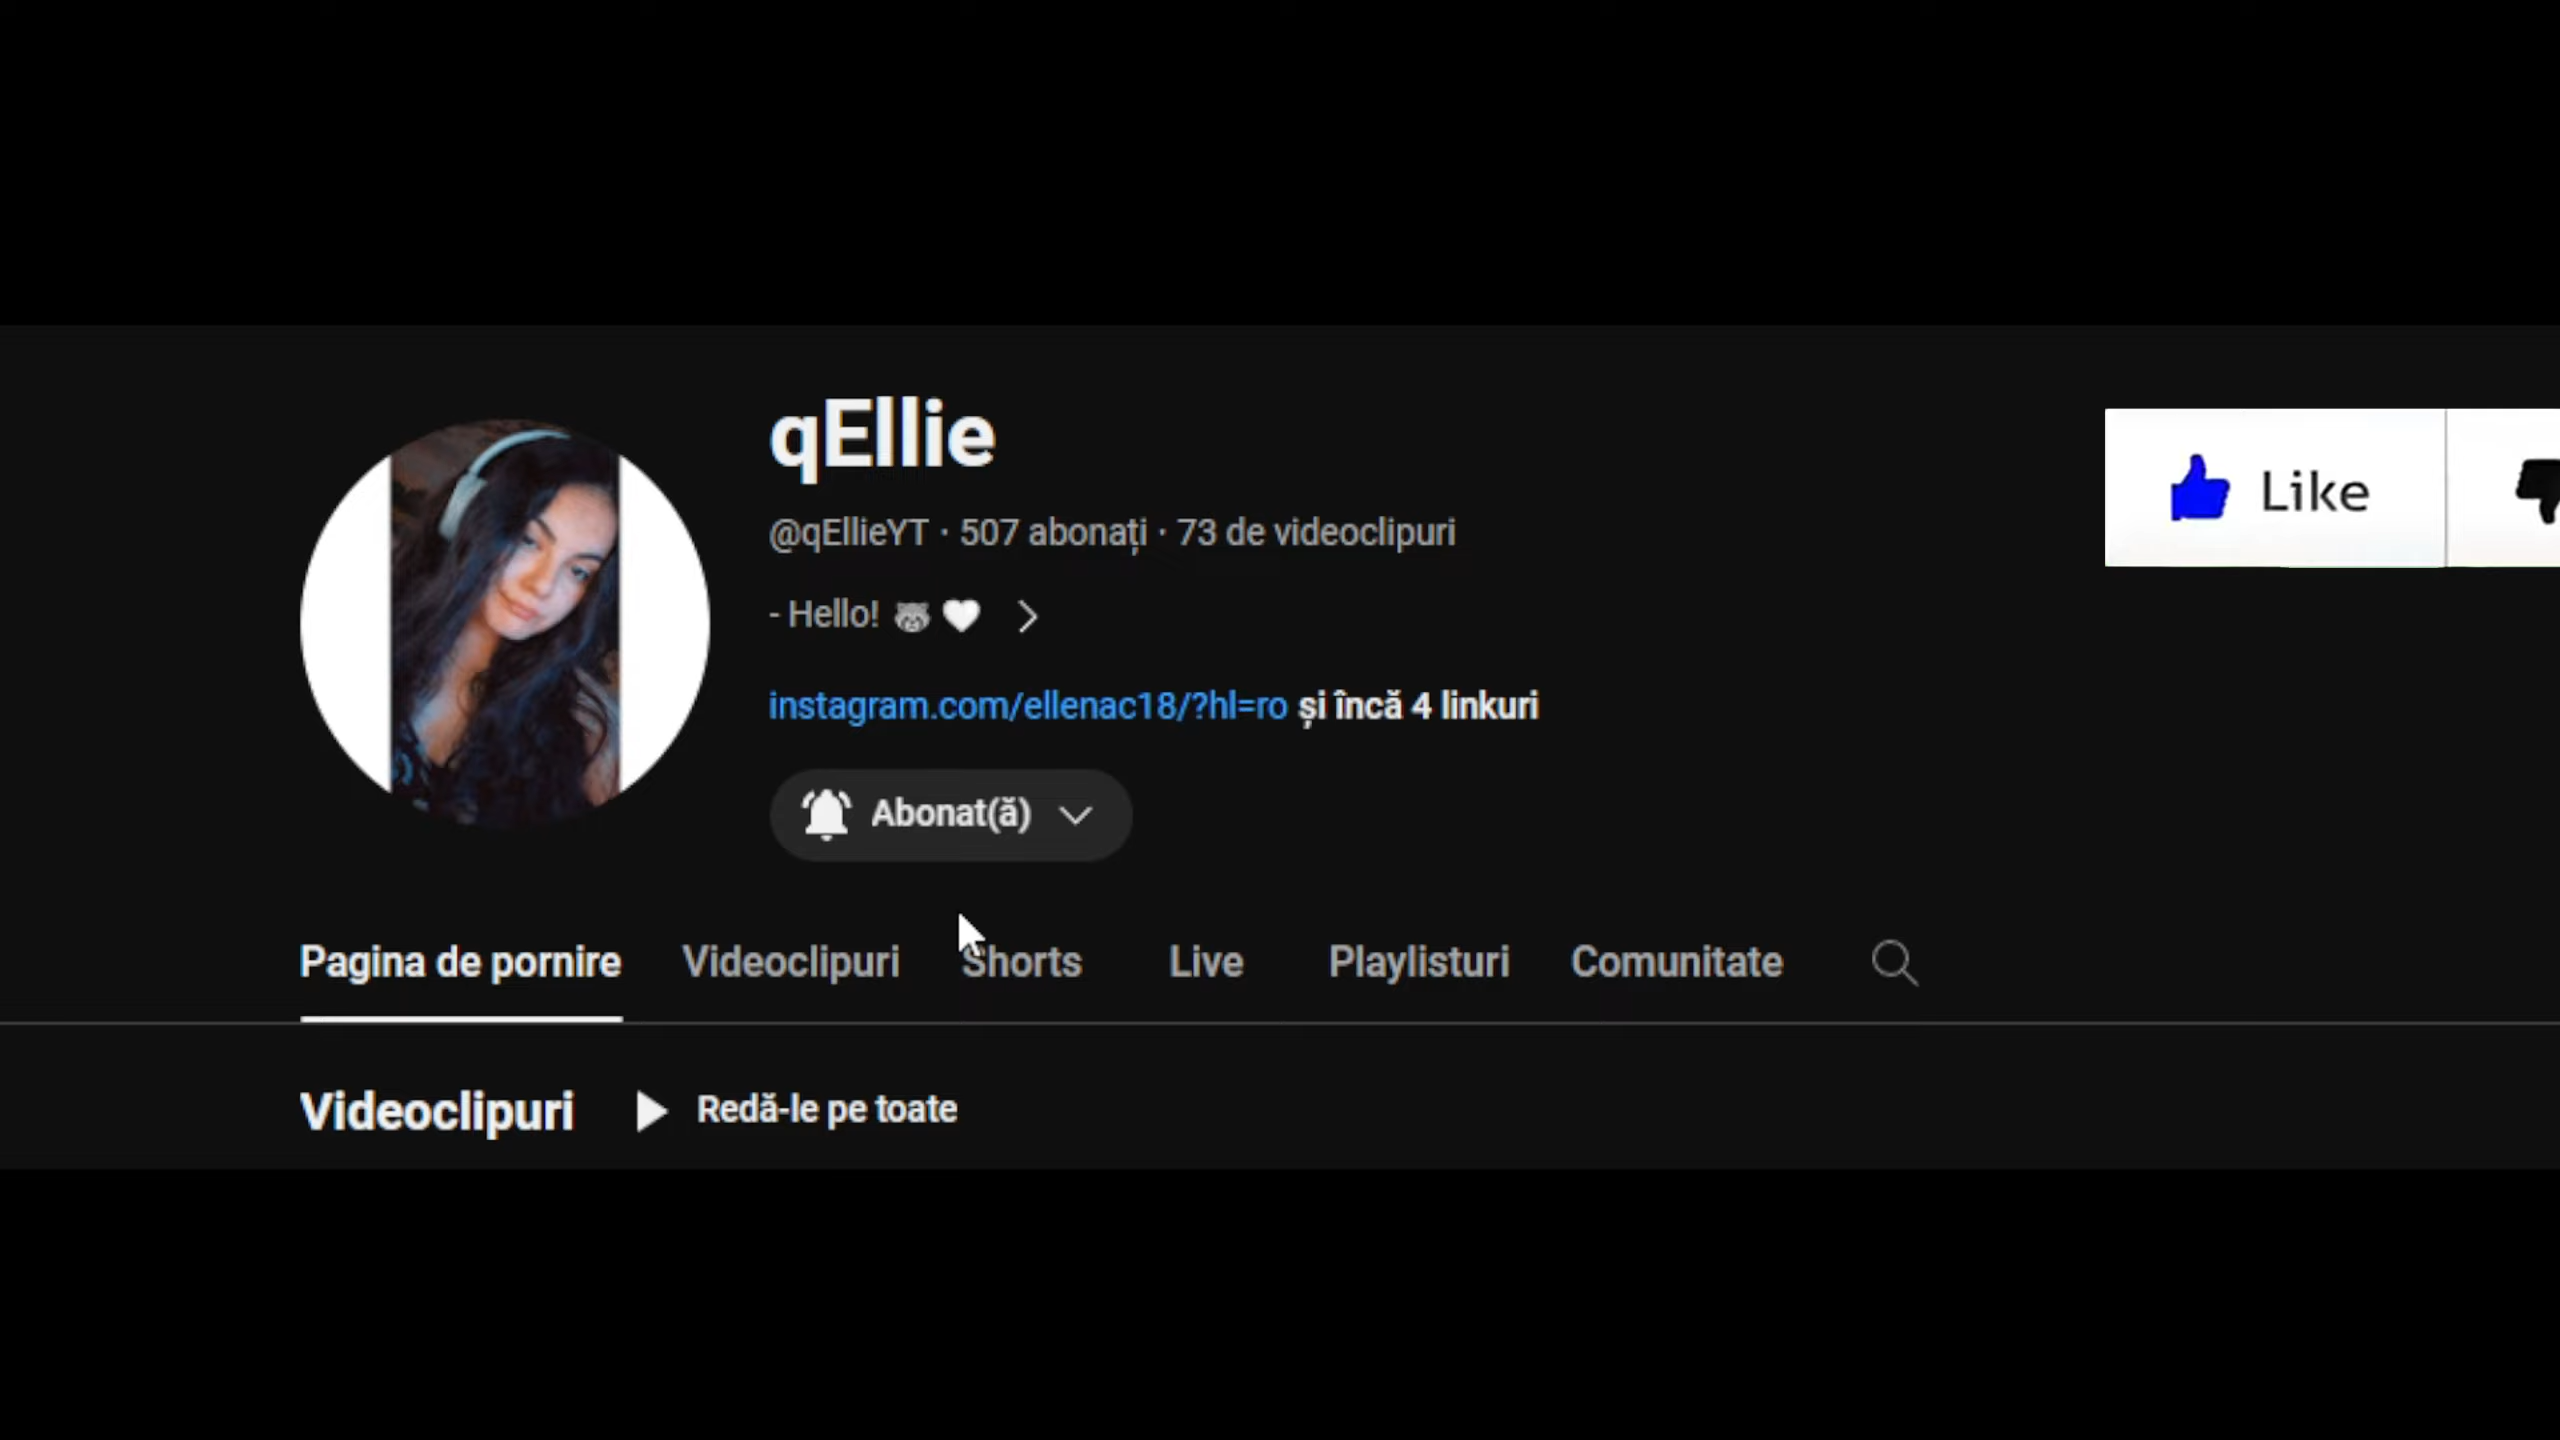 qEllie
@qEllieYT · 507 abonați · 73 de videoclipuri
- Hello! 🦝🤍
instagram.com/ellenac18/?hl=ro și încă 4 linkuri
Abonat(ă)
Like
Pagina de pornire Videoclipuri Shorts Live Playlisturi Comunitate
Videoclipuri Redă-le pe toate